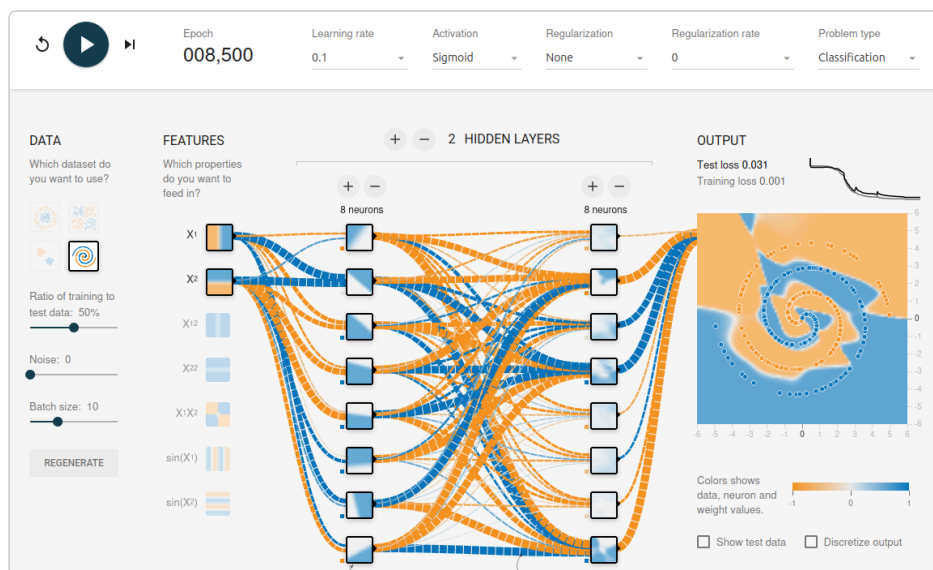 Epoch
008,500
Learning rate
0.1
Activation
Sigmoid
Regularization
None
Regularization rate
0
Problem type
Classification
DATA
Which dataset do
you want to use?
Ratio of training to
test data: 50%
Noise: 0
Batch size: 10
REGENERATE
FEATURES
Which properties
do you want to
feed in?
X1
X2
X12
X22
X1X2
sin(X1)
sin(X2)
+ − 2 HIDDEN LAYERS
+ −
8 neurons
+ −
8 neurons
OUTPUT
Test loss 0.031
Training loss 0.001
6
5
4
3
2
1
0
-1
-2
-3
-4
-5
-6
-6 -5 -4 -3 -2 -1 0 1 2 3 4 5 6
Colors shows
data, neuron and
weight values.
-1 0 1
Show test data
Discretize output